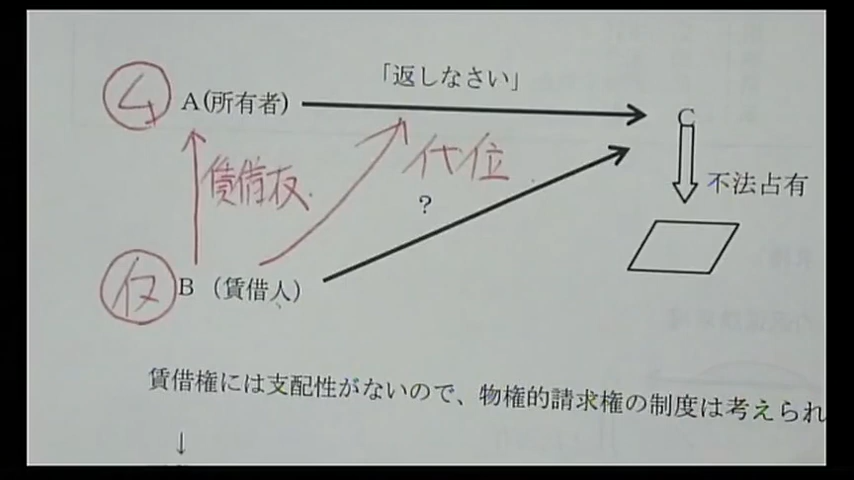 「返しなさい」
ム A(所有者)
C
賃借权
代位
不法占有
?
仅 B (賃借人)
賃借権には支配性がないので、物権的請求権の制度は考えられ
↓